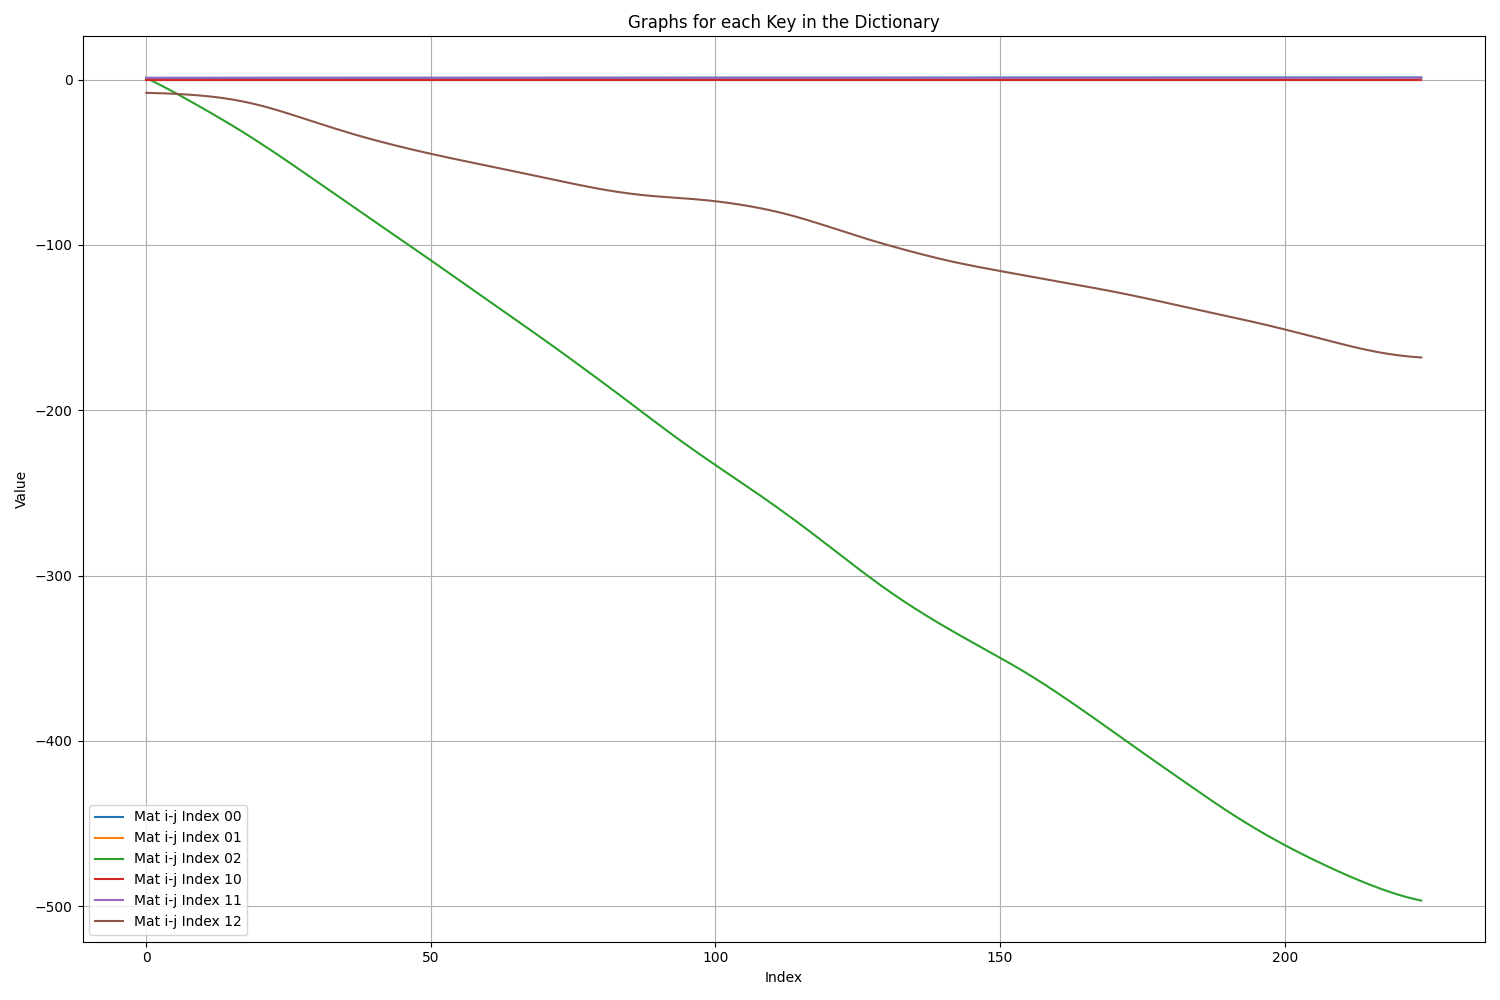 Graphs for each Key in the Dictionary
0
−100
−200
−300
−400
−500
Value
Mat i-j Index 00
Mat i-j Index 01
Mat i-j Index 02
Mat i-j Index 10
Mat i-j Index 11
Mat i-j Index 12
0
50
100
150
200
Index